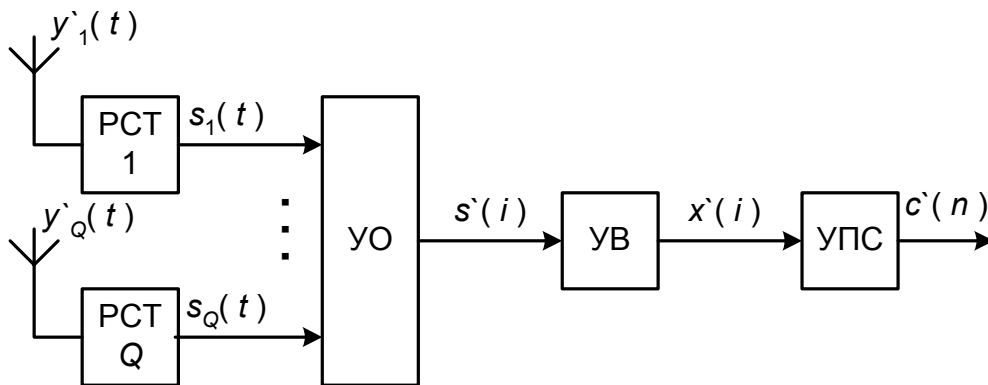 y`₁(t)
РСТ
1
s₁(t)
y`Q(t)
РСТ
Q
sQ(t)
УО
s`(i)
УВ
x`(i)
УПС
c`(n)